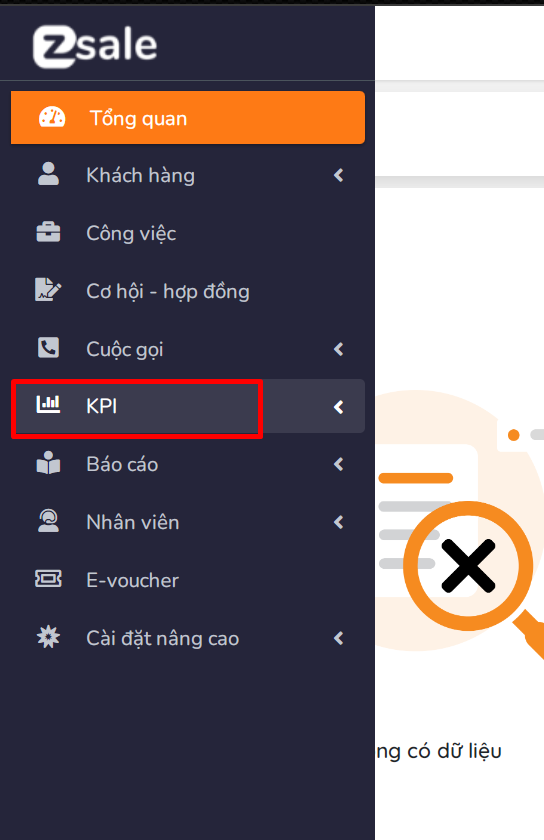 zsale
Tổng quan
Khách hàng
Công việc
Cơ hội - hợp đồng
Cuộc gọi
KPI
Báo cáo
Nhân viên
E-voucher
Cài đặt nâng cao
ng có dữ liệu